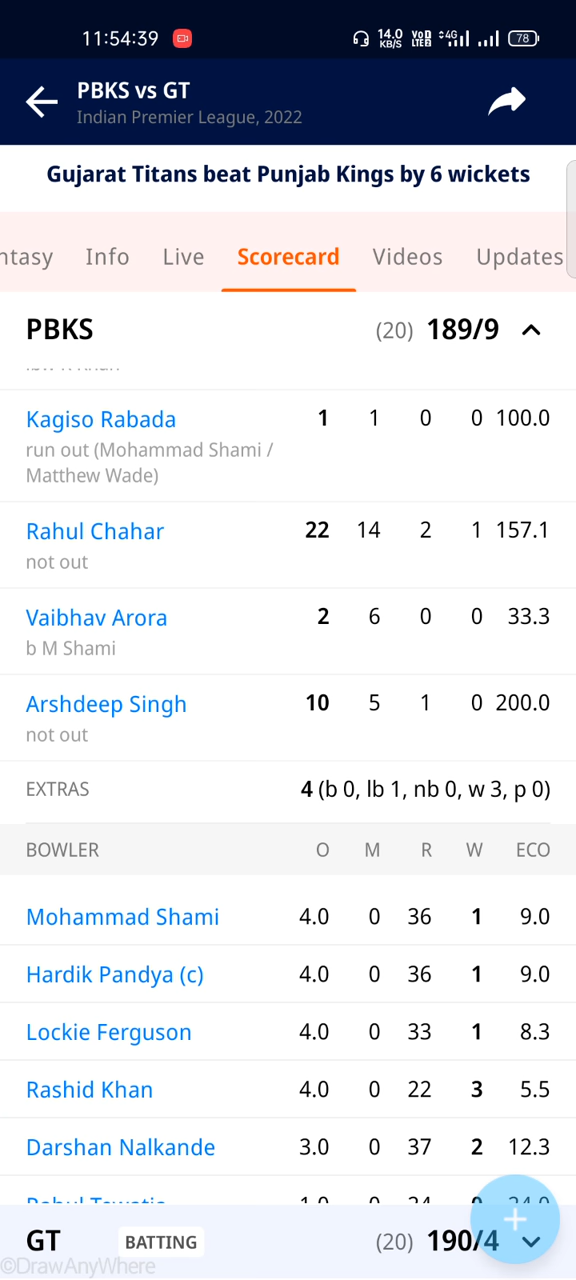 11:54:39 14.0 KB/S VoD LTE2 4G 78
PBKS vs GT
Indian Premier League, 2022
Gujarat Titans beat Punjab Kings by 6 wickets
ntasy Info Live Scorecard Videos Updates
PBKS (20) 189/9
Kagiso Rabada 1 1 0 0 100.0
run out (Mohammad Shami /
Matthew Wade)
Rahul Chahar 22 14 2 1 157.1
not out
Vaibhav Arora 2 6 0 0 33.3
b M Shami
Arshdeep Singh 10 5 1 0 200.0
not out
EXTRAS 4 (b 0, lb 1, nb 0, w 3, p 0)
BOWLER O M R W ECO
Mohammad Shami 4.0 0 36 1 9.0
Hardik Pandya (c) 4.0 0 36 1 9.0
Lockie Ferguson 4.0 0 33 1 8.3
Rashid Khan 4.0 0 22 3 5.5
Darshan Nalkande 3.0 0 37 2 12.3
GT BATTING (20) 190/4
©DrawAnyWhere